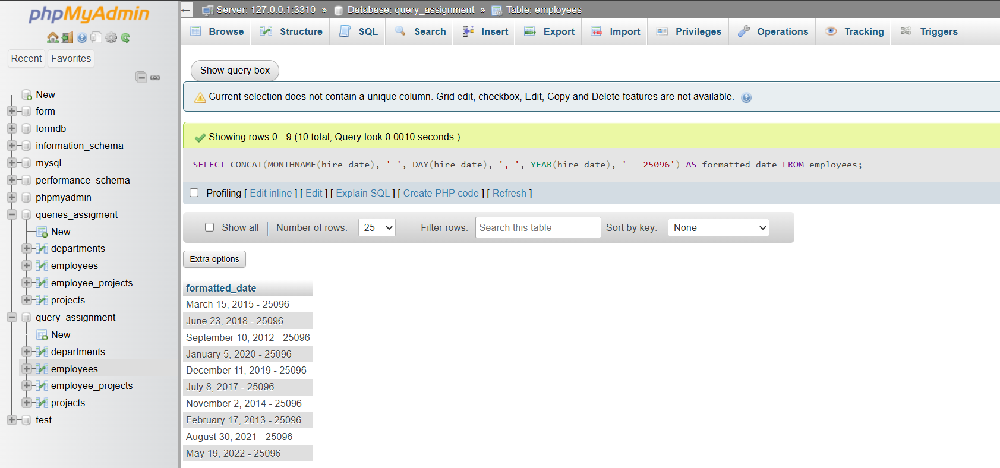 phpMyAdmin
Recent Favorites
New
form
formdb
information_schema
mysql
performance_schema
phpmyadmin
queries_assigment
New
departments
employees
employee_projects
projects
query_assignment
New
departments
employees
employee_projects
projects
test
← Server: 127.0.0.1:3310 » Database: query_assignment » Table: employees
Browse Structure SQL Search Insert Export Import Privileges Operations Tracking Triggers
Show query box
Current selection does not contain a unique column. Grid edit, checkbox, Edit, Copy and Delete features are not available.
Showing rows 0 - 9 (10 total, Query took 0.0010 seconds.)
SELECT CONCAT(MONTHNAME(hire_date), ' ', DAY(hire_date), ', ', YEAR(hire_date), ' - 25096') AS formatted_date FROM employees;
Profiling [ Edit inline ] [ Edit ] [ Explain SQL ] [ Create PHP code ] [ Refresh ]
Show all Number of rows: 25 Filter rows: Search this table Sort by key: None
Extra options
formatted_date
March 15, 2015 - 25096
June 23, 2018 - 25096
September 10, 2012 - 25096
January 5, 2020 - 25096
December 11, 2019 - 25096
July 8, 2017 - 25096
November 2, 2014 - 25096
February 17, 2013 - 25096
August 30, 2021 - 25096
May 19, 2022 - 25096